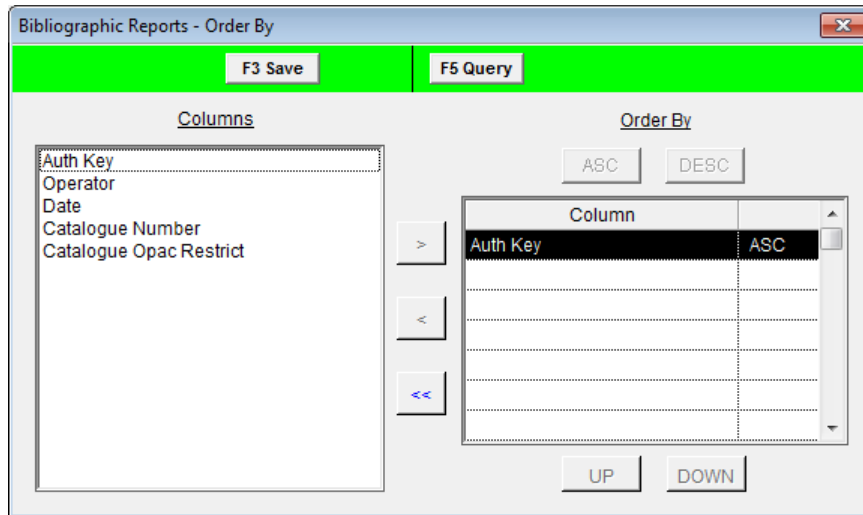 Bibliographic Reports - Order By
F3 Save
F5 Query
Columns
Auth Key
Operator
Date
Catalogue Number
Catalogue Opac Restrict
>
<
<<
Order By
ASC DESC
Column
Auth Key ASC
UP DOWN